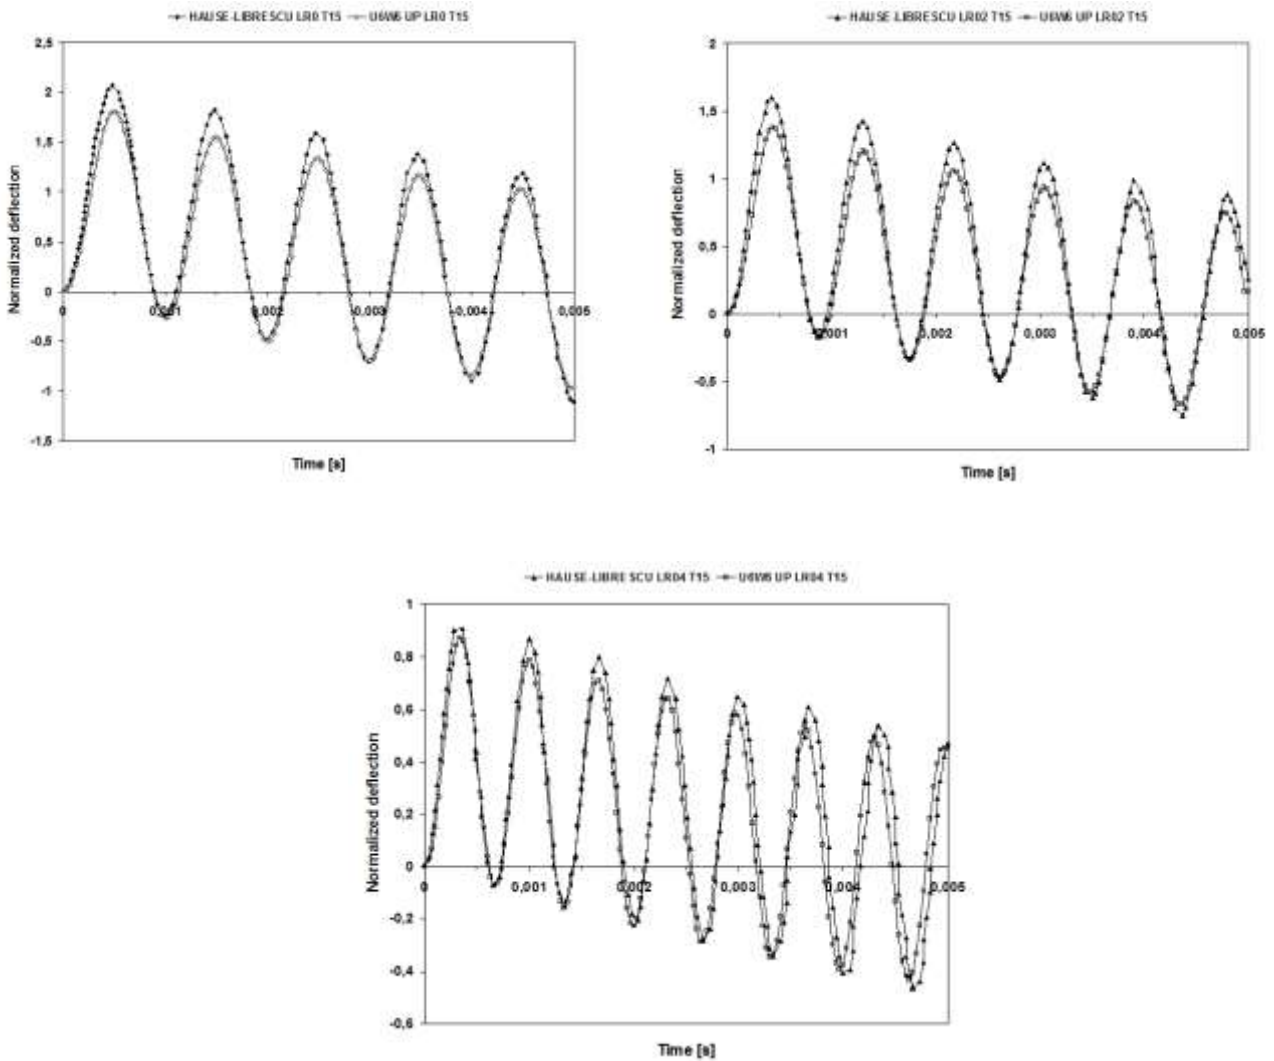 HAUSE-LIBRESCU LR0 T15 U6W6 UP LR0 T15
2,5
2
1,5
1
0,5
0
-0,5
-1
-1,5
0 0,001 0,002 0,003 0,004 0,005
Normalized deflection
Time [s]
HAUSE-LIBRESCU LR02 T15 U6W6 UP LR02 T15
2
1,5
1
0,5
0
-0,5
-1
0 0,001 0,002 0,003 0,004 0,005
Normalized deflection
Time [s]
HAUSE-LIBRESCU LR04 T15 U6W6 UP LR04 T15
1
0,8
0,6
0,4
0,2
0
-0,2
-0,4
-0,6
0 0,001 0,002 0,003 0,004 0,005
Normalized deflection
Time [s]